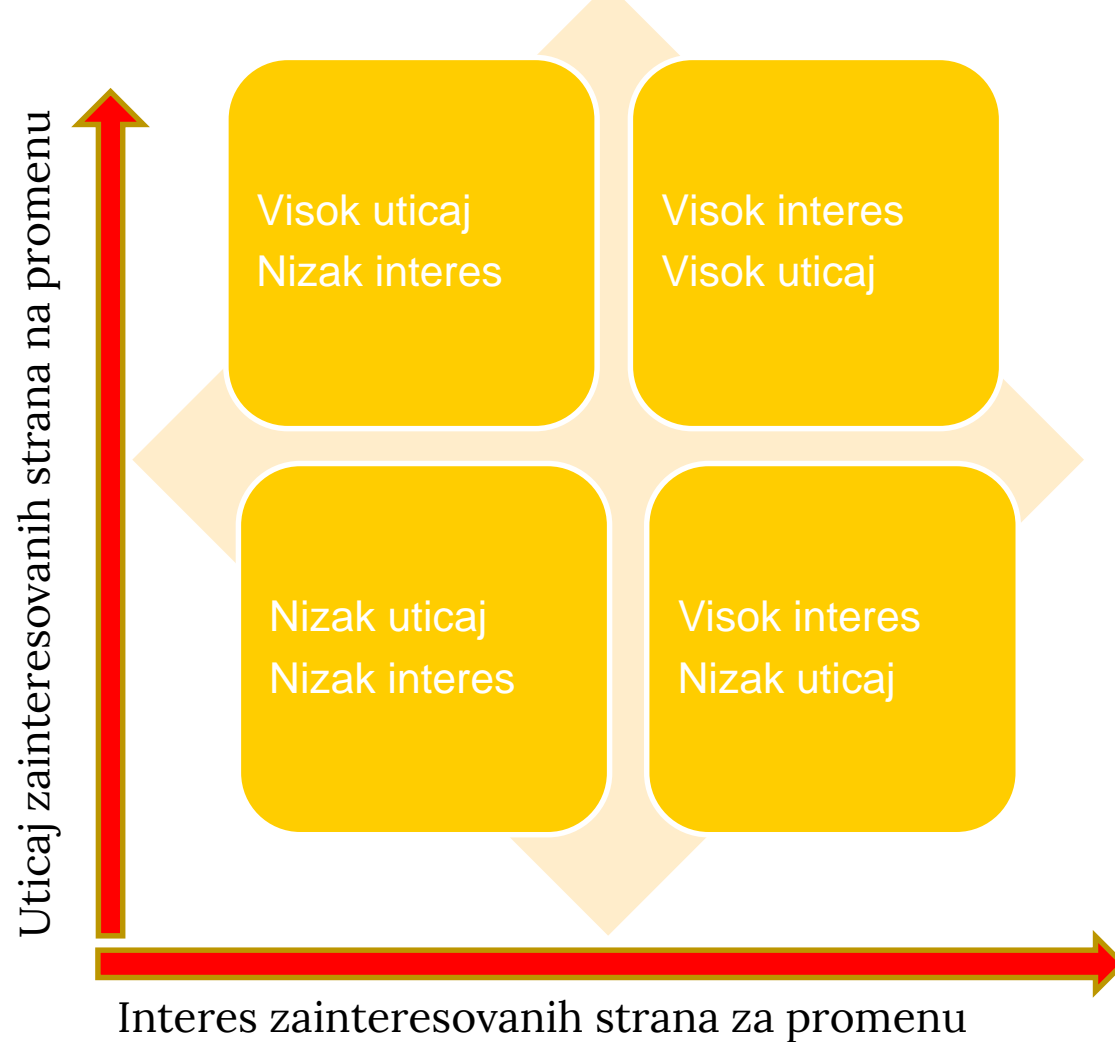 Uticaj zainteresovanih strana na promenu
Visok uticaj
Nizak interes
Visok interes
Visok uticaj
Nizak uticaj
Nizak interes
Visok interes
Nizak uticaj
Interes zainteresovanih strana za promenu